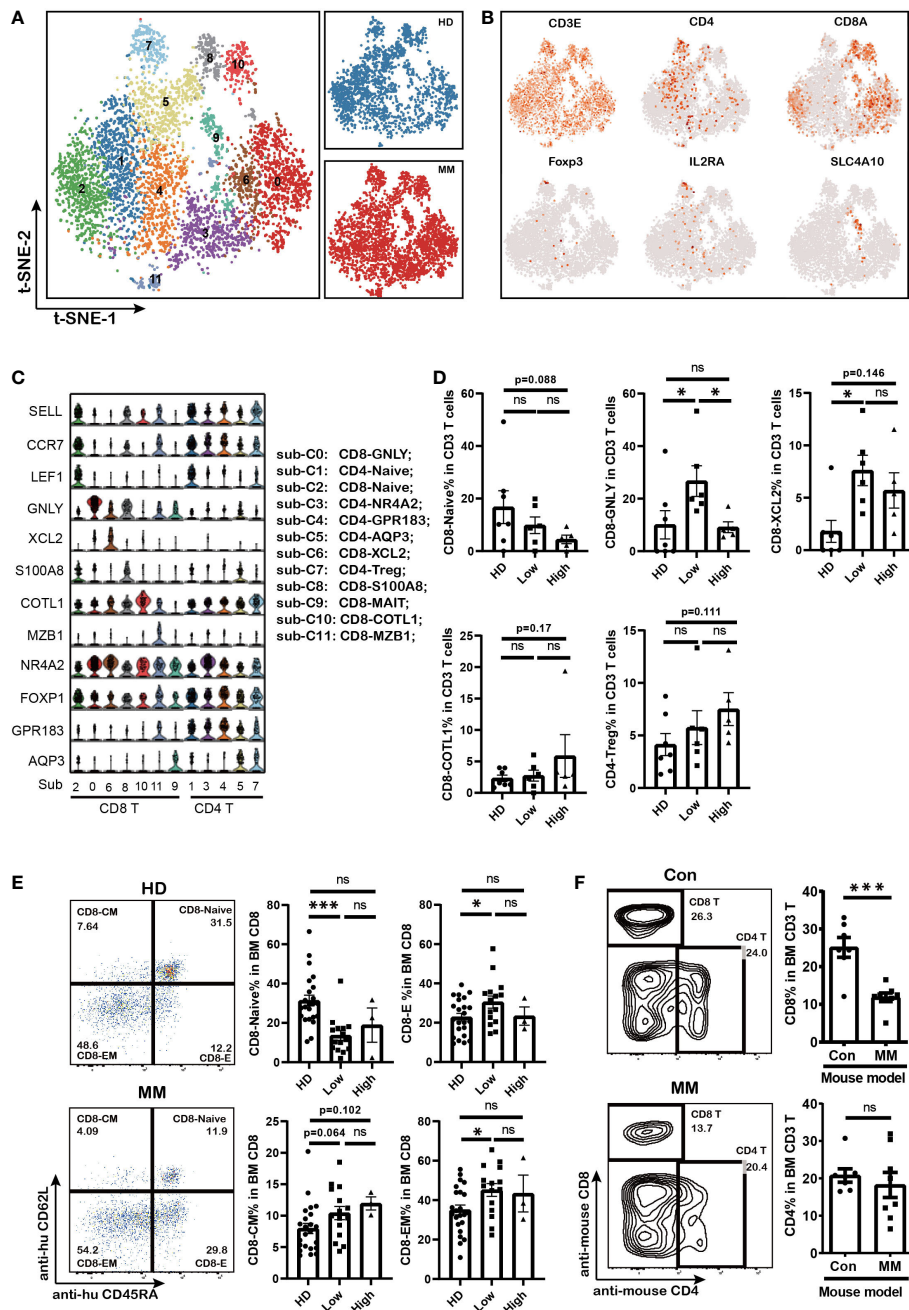 A
7
8
10
5
9
1
2
4
6
0
3
11
t-SNE-2
t-SNE-1
HD
MM
B
CD3E CD4 CD8A
Foxp3 IL2RA SLC4A10
C
SELL
CCR7
LEF1
GNLY
XCL2
S100A8
COTL1
MZB1
NR4A2
FOXP1
GPR183
AQP3
Sub 2 0 6 8 10 11 9 1 3 4 5 7
CD8 T CD4 T
sub-C0: CD8-GNLY;
sub-C1: CD4-Naive;
sub-C2: CD8-Naive;
sub-C3: CD4-NR4A2;
sub-C4: CD4-GPR183;
sub-C5: CD4-AQP3;
sub-C6: CD8-XCL2;
sub-C7: CD4-Treg;
sub-C8: CD8-S100A8;
sub-C9: CD8-MAIT;
sub-C10: CD8-COTL1;
sub-C11: CD8-MZB1;
D
CD8-Naive% in CD3 T cells
60
40
20
0
p=0.088
ns ns
HD Low High
CD8-GNLY% in CD3 T cells
60
40
20
0
ns
* *
HD Low High
CD8-XCL2% in CD3 T cells
15
10
5
0
p=0.146
* ns
HD Low High
CD8-COTL1% in CD3 T cells
25
20
15
10
5
0
p=0.17
ns ns
HD Low High
CD4-Treg% in CD3 T cells
20
15
10
5
0
p=0.111
ns ns
HD Low High
E
HD
CD8-CM
7.64
CD8-Naive
31.5
48.6
CD8-EM
12.2
CD8-E
MM
CD8-CM
4.09
CD8-Naive
11.9
54.2
CD8-EM
29.8
CD8-E
anti-hu CD62L
anti-hu CD45RA
CD8-Naive% in BM CD8
80
60
40
20
0
ns
*** ns
HD Low High
CD8-E %in BM CD8
80
60
40
20
0
ns
* ns
HD Low High
CD8-CM% in BM CD8
25
20
15
10
5
0
p=0.102
p=0.064 ns
HD Low High
CD8-EM% in BM CD8
80
60
40
20
0
ns
* ns
HD Low High
F
Con
CD8 T
26.3
CD4 T
24.0
MM
CD8 T
13.7
CD4 T
20.4
anti-mouse CD8
anti-mouse CD4
CD8% in BM CD3 T
40
30
20
10
0
***
Con MM
Mouse model
CD4% in BM CD3 T
40
30
20
10
0
ns
Con MM
Mouse model